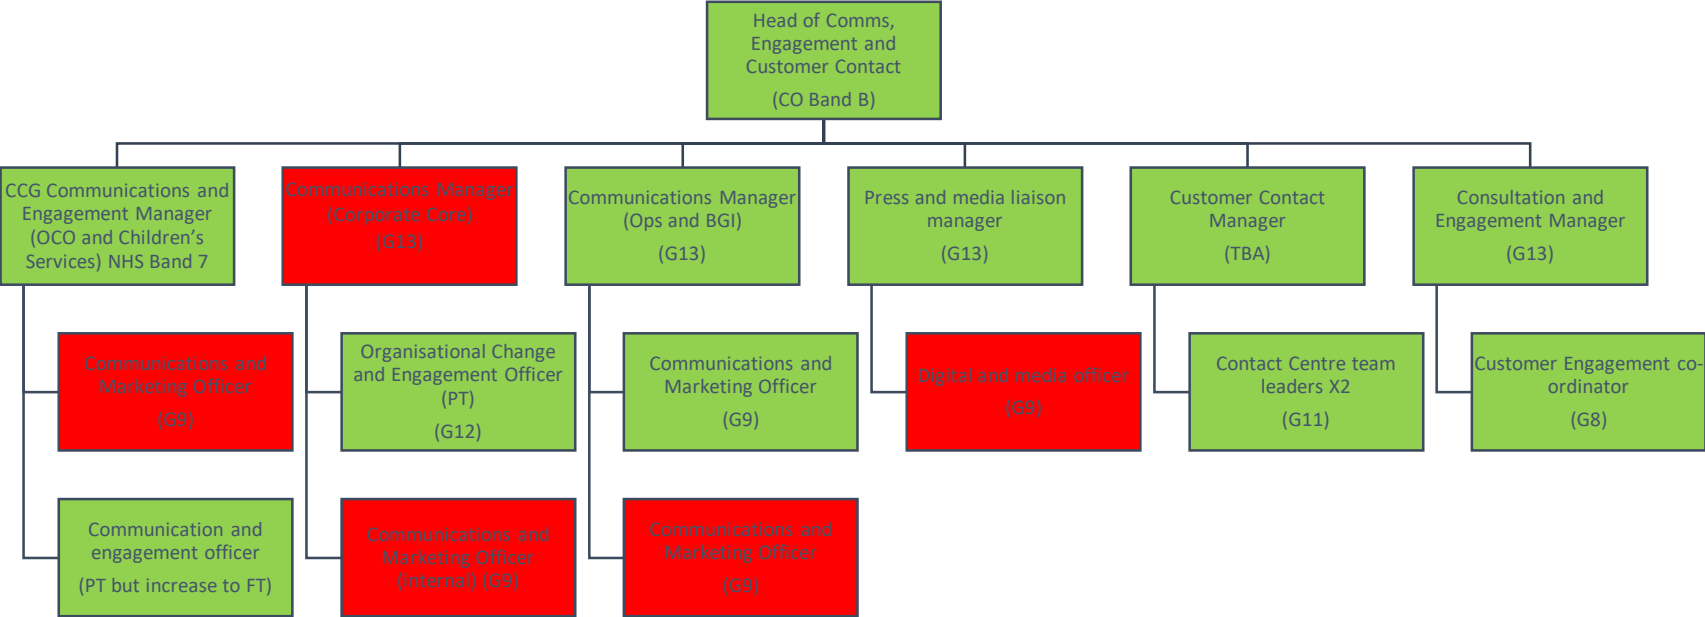 Head of Comms,
Engagement and
Customer Contact
(CO Band B)
CCG Communications and
Engagement Manager
(OCO and Children's
Services) NHS Band 7
Communications Manager
(Corporate Core)
(G13)
Communications Manager
(Ops and BGI)
(G13)
Press and media liaison
manager
(G13)
Customer Contact
Manager
(TBA)
Consultation and
Engagement Manager
(G13)
Communications and
Marketing Officer
(G9)
Organisational Change
and Engagement Officer
(PT)
(G12)
Communications and
Marketing Officer
(G9)
Digital and media officer
(G9)
Contact Centre team
leaders X2
(G11)
Customer Engagement co-
ordinator
(G8)
Communication and
engagement officer
(PT but increase to FT)
Communications and
Marketing Officer
(internal) (G9)
Communications and
Marketing Officer
(G9)